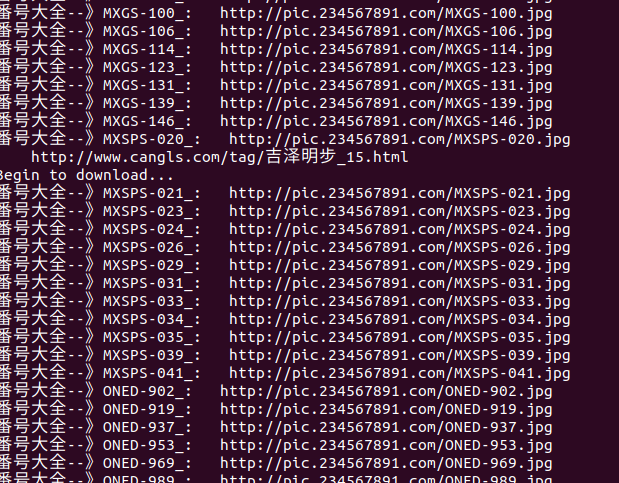 番号大全--》MXGS-100_:  http://pic.234567891.com/MXGS-100.jpg
番号大全--》MXGS-106_:  http://pic.234567891.com/MXGS-106.jpg
番号大全--》MXGS-114_:  http://pic.234567891.com/MXGS-114.jpg
番号大全--》MXGS-123_:  http://pic.234567891.com/MXGS-123.jpg
番号大全--》MXGS-131_:  http://pic.234567891.com/MXGS-131.jpg
番号大全--》MXGS-139_:  http://pic.234567891.com/MXGS-139.jpg
番号大全--》MXGS-146_:  http://pic.234567891.com/MXGS-146.jpg
番号大全--》MXSPS-020_:  http://pic.234567891.com/MXSPS-020.jpg
http://www.cangls.com/tag/吉泽明步_15.html
Begin to download...
番号大全--》MXSPS-021_:  http://pic.234567891.com/MXSPS-021.jpg
番号大全--》MXSPS-023_:  http://pic.234567891.com/MXSPS-023.jpg
番号大全--》MXSPS-024_:  http://pic.234567891.com/MXSPS-024.jpg
番号大全--》MXSPS-026_:  http://pic.234567891.com/MXSPS-026.jpg
番号大全--》MXSPS-029_:  http://pic.234567891.com/MXSPS-029.jpg
番号大全--》MXSPS-031_:  http://pic.234567891.com/MXSPS-031.jpg
番号大全--》MXSPS-033_:  http://pic.234567891.com/MXSPS-033.jpg
番号大全--》MXSPS-034_:  http://pic.234567891.com/MXSPS-034.jpg
番号大全--》MXSPS-035_:  http://pic.234567891.com/MXSPS-035.jpg
番号大全--》MXSPS-039_:  http://pic.234567891.com/MXSPS-039.jpg
番号大全--》MXSPS-041_:  http://pic.234567891.com/MXSPS-041.jpg
番号大全--》ONED-902_:  http://pic.234567891.com/ONED-902.jpg
番号大全--》ONED-919_:  http://pic.234567891.com/ONED-919.jpg
番号大全--》ONED-937_:  http://pic.234567891.com/ONED-937.jpg
番号大全--》ONED-953_:  http://pic.234567891.com/ONED-953.jpg
番号大全--》ONED-969_:  http://pic.234567891.com/ONED-969.jpg
番号大全--》ONED-989_:  http://pic.234567891.com/ONED-989.jpg